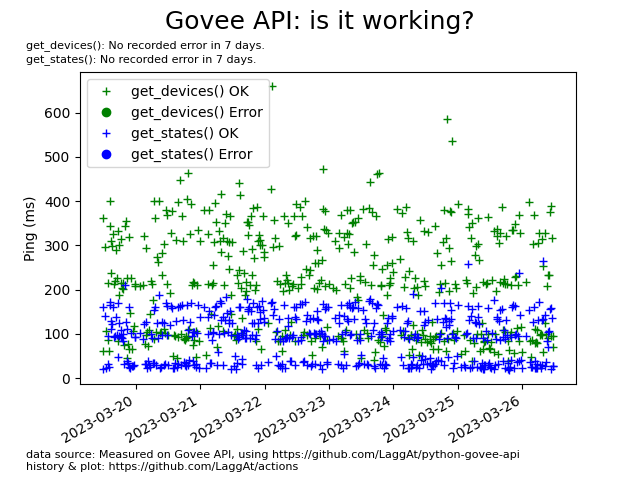 Govee API: is it working?
get_devices(): No recorded error in 7 days.
get_states(): No recorded error in 7 days.
get_devices() OK
get_devices() Error
get_states() OK
get_states() Error
Ping (ms)
600
500
400
300
200
100
0
2023-03-20
2023-03-21
2023-03-22
2023-03-23
2023-03-24
2023-03-25
2023-03-26
data source: Measured on Govee API, using https://github.com/LaggAt/python-govee-api
history & plot: https://github.com/LaggAt/actions